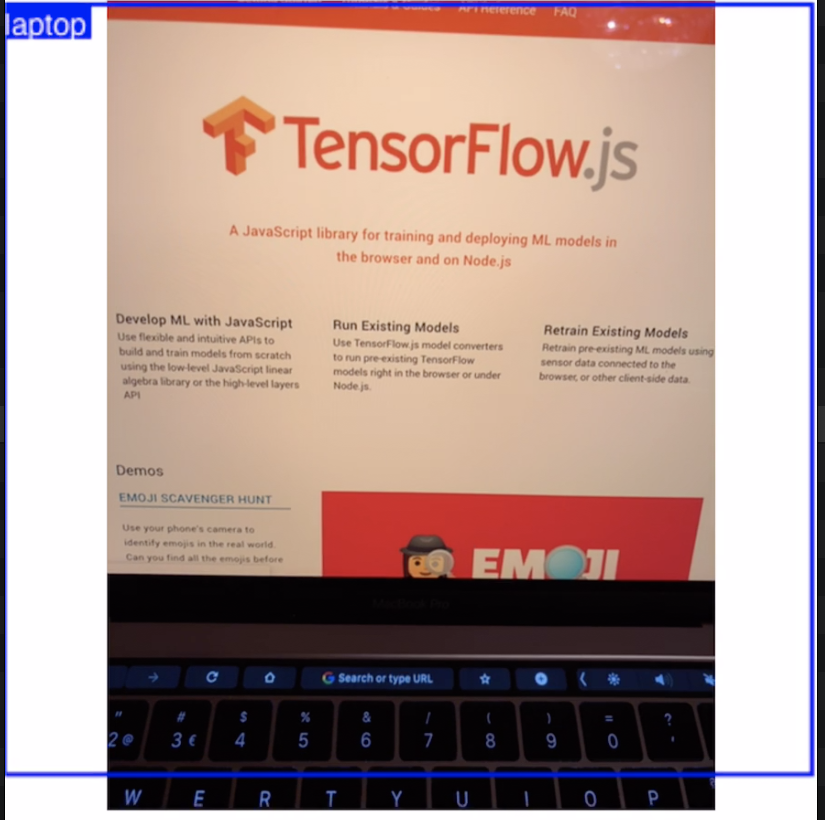 laptop
API Reference FAQ
TensorFlow.js
A JavaScript library for training and deploying ML models in
the browser and on Node.js
Develop ML with JavaScript
Use flexible and intuitive APIs to
build and train models from scratch
using the low-level JavaScript linear
algebra library or the high-level layers
API
Run Existing Models
Use TensorFlow.js model converters
to run pre-existing TensorFlow
models right in the browser or under
Node.js.
Retrain Existing Models
Retrain pre-existing ML models using
sensor data connected to the
browser, or other client-side data.
Demos
EMOJI SCAVENGER HUNT
Use your phone's camera to
identify emojis in the real world.
Can you find all the emojis before
EMOJI
MacBook Pro
Search or type URL
" # $ % & / ( ) = ?
2 @ 3 € 4 5 6 7 8 9 0 '
W E R T Y U I O P